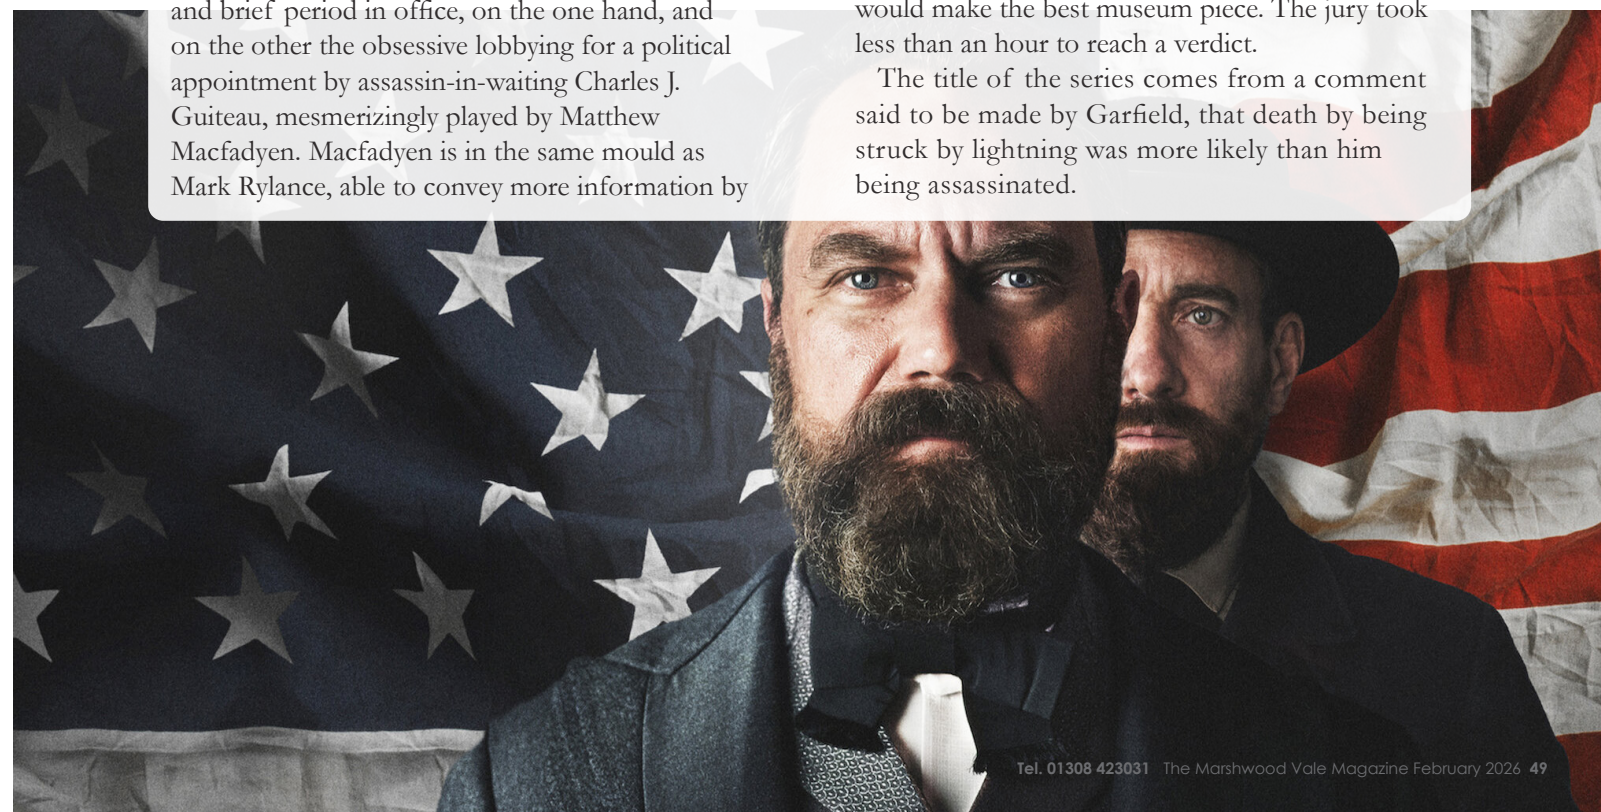 and brief period in office, on the one hand, and
on the other the obsessive lobbying for a political
appointment by assassin-in-waiting Charles J.
Guiteau, mesmerizingly played by Matthew
Macfadyen. Macfadyen is in the same mould as
Mark Rylance, able to convey more information by
would make the best museum piece. The jury took
less than an hour to reach a verdict.
The title of the series comes from a comment
said to be made by Garfield, that death by being
struck by lightning was more likely than him
being assassinated.
Tel. 01308 423031 The Marshwood Vale Magazine February 2026 49